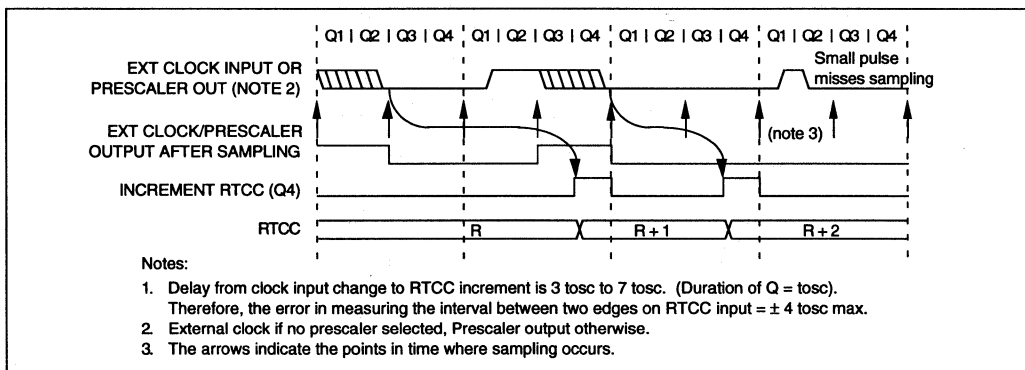 Q1 | Q2 | Q3 | Q4 Q1 | Q2 | Q3 | Q4 Q1 | Q2 | Q3 | Q4 Q1 | Q2 | Q3 | Q4
Small pulse
misses sampling
EXT CLOCK INPUT OR
PRESCALER OUT (NOTE 2)
(note 3)
EXT CLOCK/PRESCALER
OUTPUT AFTER SAMPLING
INCREMENT RTCC (Q4)
RTCC R R + 1 R + 2
Notes:
1. Delay from clock input change to RTCC increment is 3 tosc to 7 tosc. (Duration of Q = tosc).
Therefore, the error in measuring the interval between two edges on RTCC input = ± 4 tosc max.
2. External clock if no prescaler selected, Prescaler output otherwise.
3. The arrows indicate the points in time where sampling occurs.